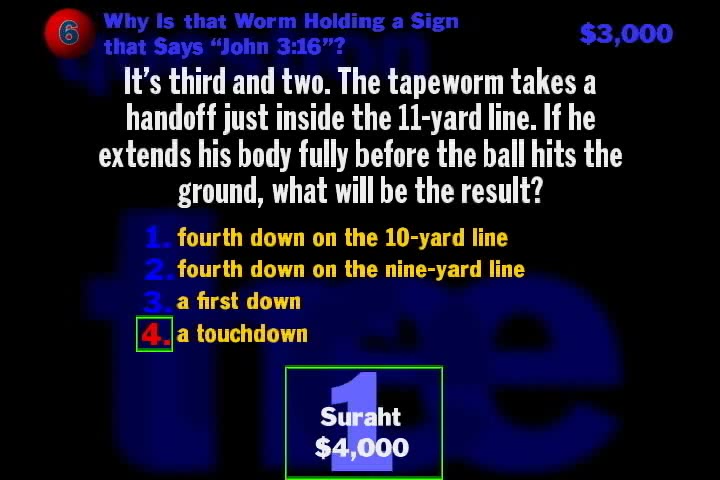 6
Why Is that Worm Holding a Sign
that Says “John 3:16”?
$3,000
It’s third and two. The tapeworm takes a
handoff just inside the 11-yard line. If he
extends his body fully before the ball hits the
ground, what will be the result?
1. fourth down on the 10-yard line
2. fourth down on the nine-yard line
3. a first down
4. a touchdown
1
Suraht
$4,000